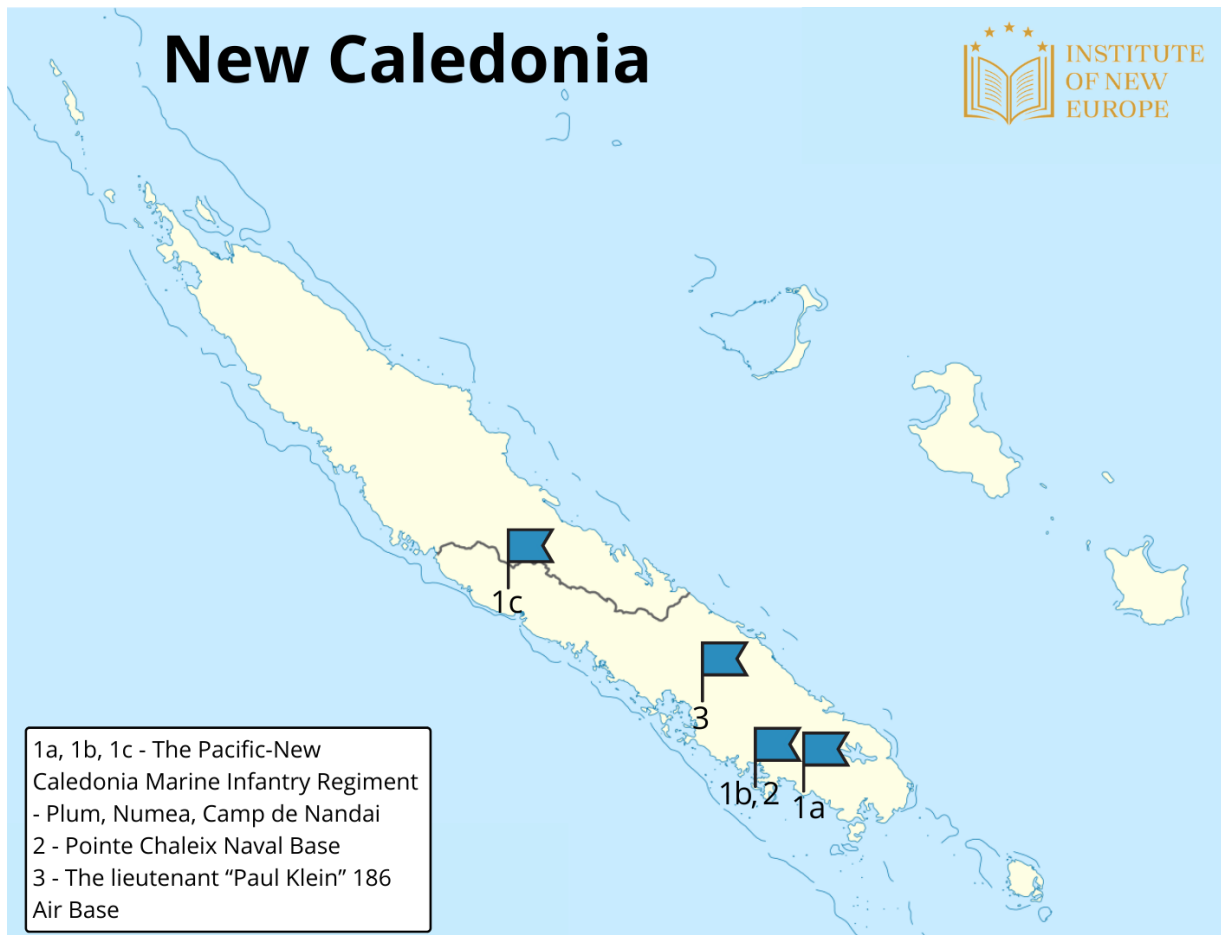 New Caledonia
INSTITUTE
OF NEW
EUROPE
1c
3
1b, 2
1a
1a, 1b, 1c - The Pacific-New
Caledonia Marine Infantry Regiment
- Plum, Numea, Camp de Nandai
2 - Pointe Chaleix Naval Base
3 - The lieutenant “Paul Klein” 186
Air Base